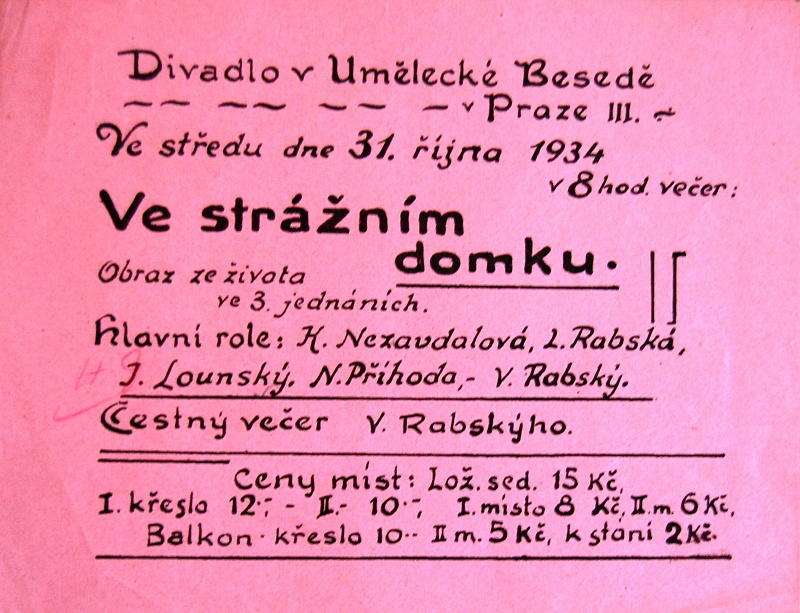 Divadlo v Umělecké Besedě
v Praze III.
Ve středu dne 31. října 1934
v 8 hod. večer:
Ve strážním
domku.
Obraz ze života
ve 3. jednáních.
Hlavní role: H. Nezavdalová, L. Rabská,
J. Lounský. N. Příhoda,- V. Rabský.
Čestný večer V. Rabskýho.
Ceny míst: Lož. sed. 15 Kč,
I. křeslo 12.-; - II.- 10.-; I. místo 8 Kč, II m. 6 Kč,
Balkon - křeslo 10-- II m. 5 Kč, k stání 2 Kč.